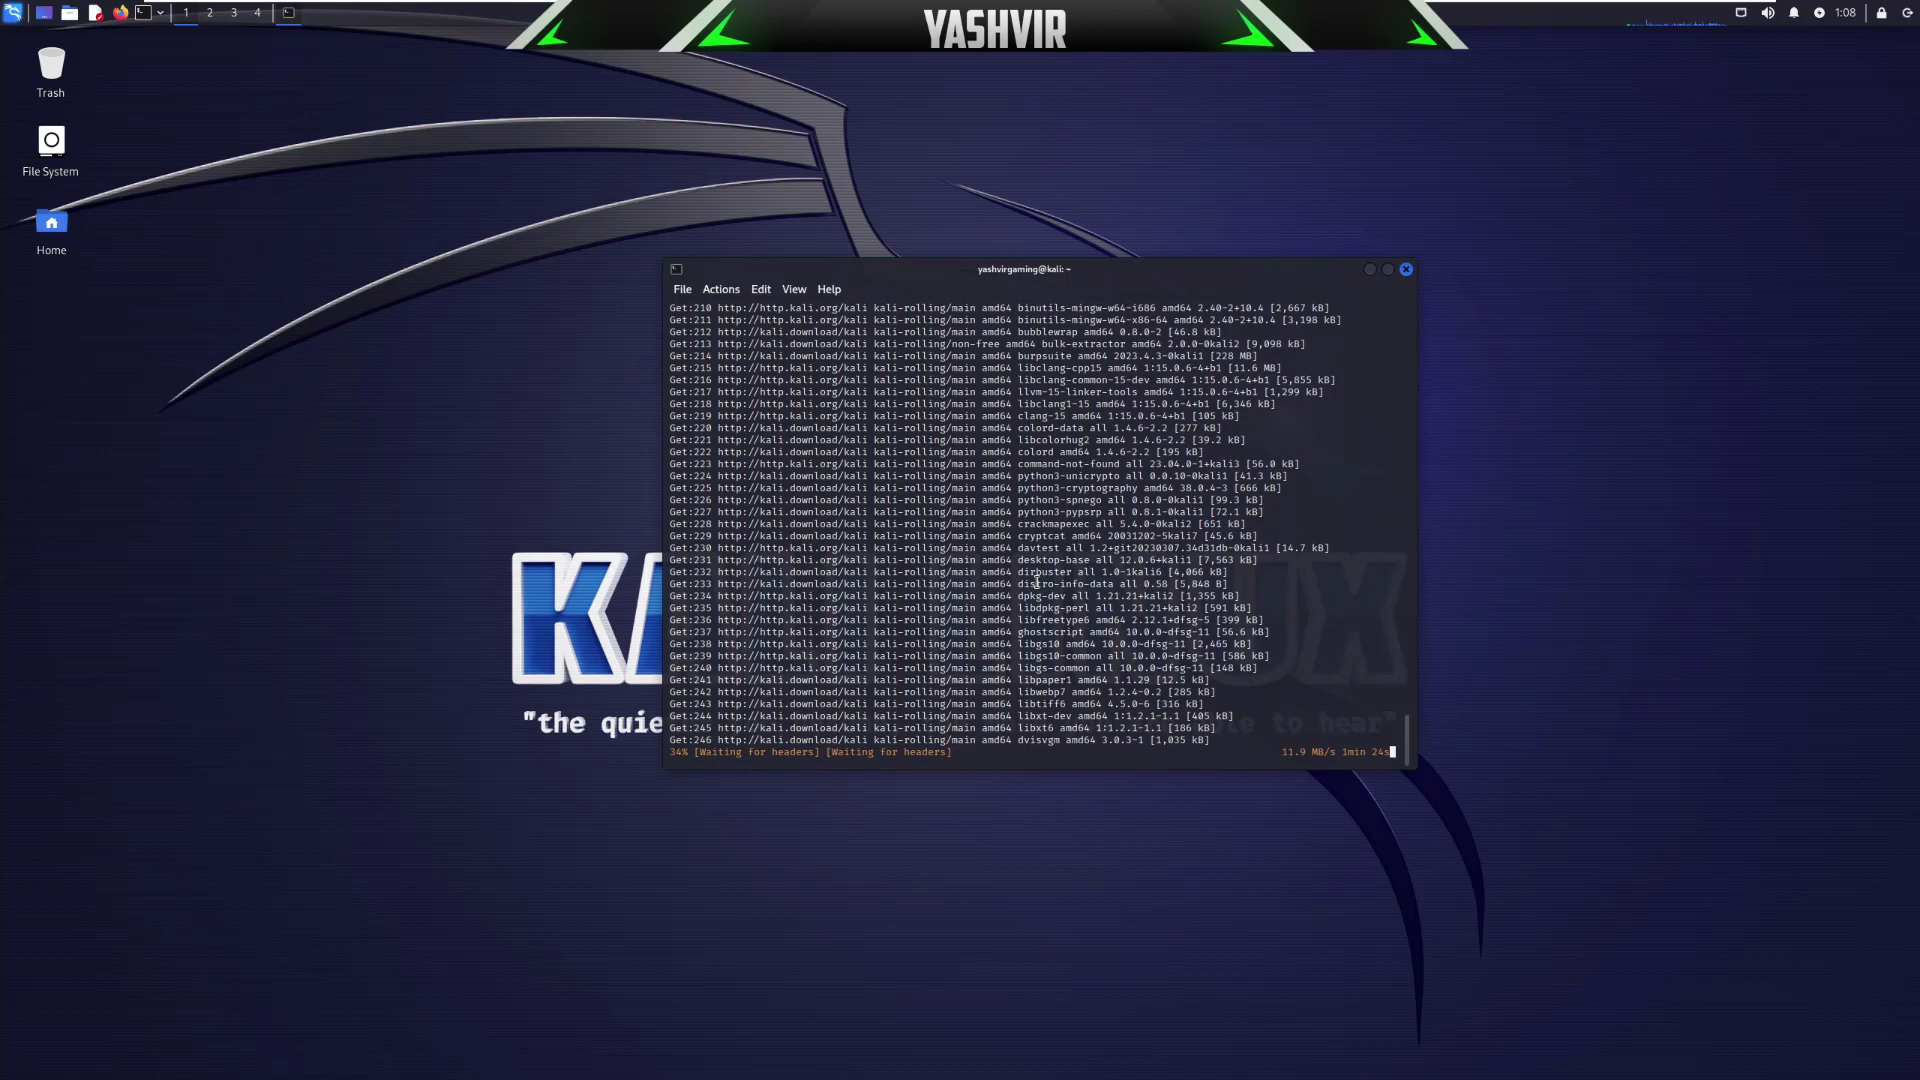 1 2 3 4
YASHVIR
1:08
Trash
File System
Home
yashvirgaming@kali: ~
File Actions Edit View Help
Get:210 http://http.kali.org/kali kali-rolling/main amd64 binutils-mingw-w64-i686 amd64 2.40-2+10.4 [2,667 kB]
Get:211 http://http.kali.org/kali kali-rolling/main amd64 binutils-mingw-w64-x86-64 amd64 2.40-2+10.4 [3,198 kB]
Get:212 http://kali.download/kali kali-rolling/main amd64 bubblewrap amd64 0.8.0-2 [46.8 kB]
Get:213 http://kali.download/kali kali-rolling/non-free amd64 bulk-extractor amd64 2.0.0-0kali2 [9,098 kB]
Get:214 http://http.kali.org/kali kali-rolling/main amd64 burpsuite amd64 2023.4.3-0kali1 [228 MB]
Get:215 http://kali.download/kali kali-rolling/main amd64 libclang-cpp15 amd64 1:15.0.6-4+b1 [11.6 MB]
Get:216 http://kali.download/kali kali-rolling/main amd64 libclang-common-15-dev amd64 1:15.0.6-4+b1 [5,855 kB]
Get:217 http://kali.download/kali kali-rolling/main amd64 llvm-15-linker-tools amd64 1:15.0.6-4+b1 [1,299 kB]
Get:218 http://kali.download/kali kali-rolling/main amd64 libclang1-15 amd64 1:15.0.6-4+b1 [6,346 kB]
Get:219 http://kali.download/kali kali-rolling/main amd64 clang-15 amd64 1:15.0.6-4+b1 [105 kB]
Get:220 http://kali.download/kali kali-rolling/main amd64 colord-data all 1.4.6-2.2 [277 kB]
Get:221 http://kali.download/kali kali-rolling/main amd64 libcolorhug2 amd64 1.4.6-2.2 [39.2 kB]
Get:222 http://kali.download/kali kali-rolling/main amd64 colord amd64 1.4.6-2.2 [195 kB]
Get:223 http://http.kali.org/kali kali-rolling/main amd64 command-not-found all 23.04.0-1+kali3 [56.0 kB]
Get:224 http://http.kali.org/kali kali-rolling/main amd64 python3-unicrypto all 0.0.10-0kali1 [41.3 kB]
Get:225 http://http.kali.org/kali kali-rolling/main amd64 python3-cryptography amd64 38.0.4-3 [666 kB]
Get:226 http://http.kali.org/kali kali-rolling/main amd64 python3-spnego all 0.8.0-0kali1 [99.3 kB]
Get:227 http://http.kali.org/kali kali-rolling/main amd64 python3-pypsrp all 0.8.1-0kali1 [72.1 kB]
Get:228 http://kali.download/kali kali-rolling/main amd64 crackmapexec all 5.4.0-0kali2 [651 kB]
Get:229 http://http.kali.org/kali kali-rolling/main amd64 cryptcat amd64 20031202-5kali7 [45.6 kB]
Get:230 http://http.kali.org/kali kali-rolling/main amd64 davtest all 1.2+git20230307.34d31db-0kali1 [14.7 kB]
Get:231 http://kali.download/kali kali-rolling/main amd64 desktop-base all 12.0.6+kali1 [7,563 kB]
Get:232 http://kali.download/kali kali-rolling/main amd64 dirbuster all 1.0-1kali6 [4,066 kB]
Get:233 http://kali.download/kali kali-rolling/main amd64 distro-info-data all 0.58 [5,848 B]
Get:234 http://kali.download/kali kali-rolling/main amd64 dpkg-dev all 1.21.21+kali2 [1,355 kB]
Get:235 http://kali.download/kali kali-rolling/main amd64 libdpkg-perl all 1.21.21+kali2 [591 kB]
Get:236 http://http.kali.org/kali kali-rolling/main amd64 libfreetype6 amd64 2.12.1+dfsg-5 [399 kB]
Get:237 http://http.kali.org/kali kali-rolling/main amd64 ghostscript amd64 10.0.0~dfsg-11 [56.6 kB]
Get:238 http://http.kali.org/kali kali-rolling/main amd64 libgs10 amd64 10.0.0~dfsg-11 [2,465 kB]
Get:239 http://http.kali.org/kali kali-rolling/main amd64 libgs10-common all 10.0.0~dfsg-11 [586 kB]
Get:240 http://http.kali.org/kali kali-rolling/main amd64 libgs-common all 10.0.0~dfsg-11 [148 kB]
Get:241 http://kali.download/kali kali-rolling/main amd64 libpaper1 amd64 1.1.29 [12.5 kB]
Get:242 http://kali.download/kali kali-rolling/main amd64 libwebp7 amd64 1.2.4-0.2 [285 kB]
Get:243 http://kali.download/kali kali-rolling/main amd64 libtiff6 amd64 4.5.0-6 [316 kB]
Get:244 http://kali.download/kali kali-rolling/main amd64 libxt-dev amd64 1:1.2.1-1.1 [405 kB]
Get:245 http://kali.download/kali kali-rolling/main amd64 libxt6 amd64 1:1.2.1-1.1 [186 kB]
Get:246 http://kali.download/kali kali-rolling/main amd64 dvisvgm amd64 3.0.3-1 [1,035 kB]
34% [Waiting for headers] [Waiting for headers] 11.9 MB/s 1min 24s
KA UX
"the quie le to hear"